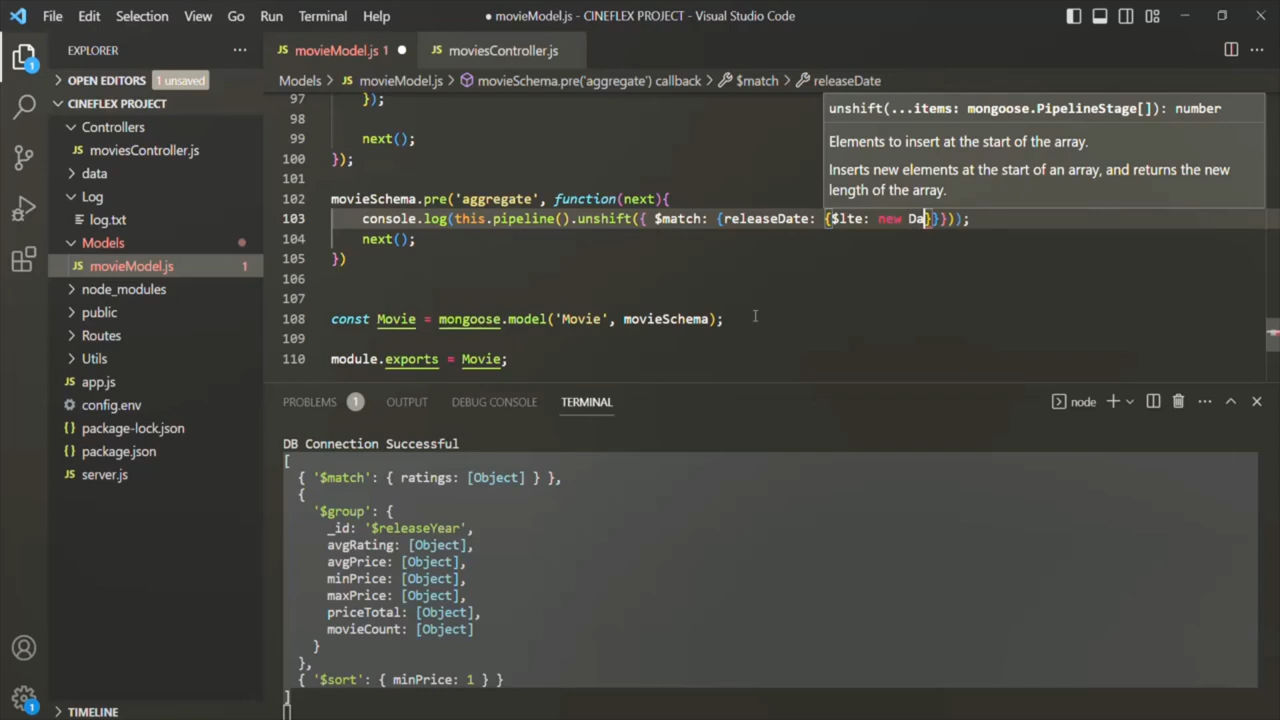 File Edit Selection View Go Run Terminal Help
● movieModel.js - CINEFLEX PROJECT - Visual Studio Code
EXPLORER
OPEN EDITORS 1 unsaved
CINEFLEX PROJECT
Controllers
JS moviesController.js
data
Log
log.txt
Models
JS movieModel.js 1
node_modules
public
Routes
Utils
JS app.js
config.env
{} package-lock.json
{} package.json
JS server.js
TIMELINE
1
1
JS movieModel.js 1 ●
JS moviesController.js
Models > JS movieModel.js > movieSchema.pre('aggregate') callback > $match > releaseDate
97 });
98
99 next();
100 });
101
102 movieSchema.pre('aggregate', function(next){
103 console.log(this.pipeline().unshift({ $match: {releaseDate: {$lte: new Da}}}));
104 next();
105 })
106
107
108 const Movie = mongoose.model('Movie', movieSchema);
109
110 module.exports = Movie;
unshift(...items: mongoose.PipelineStage[]): number
Elements to insert at the start of the array.
Inserts new elements at the start of an array, and returns the new
length of the array.
PROBLEMS 1 OUTPUT DEBUG CONSOLE TERMINAL
node
DB Connection Successful
[
{ '$match': { ratings: [Object] } },
{
'$group': {
_id: '$releaseYear',
avgRating: [Object],
avgPrice: [Object],
minPrice: [Object],
maxPrice: [Object],
priceTotal: [Object],
movieCount: [Object]
}
},
{ '$sort': { minPrice: 1 } }
]